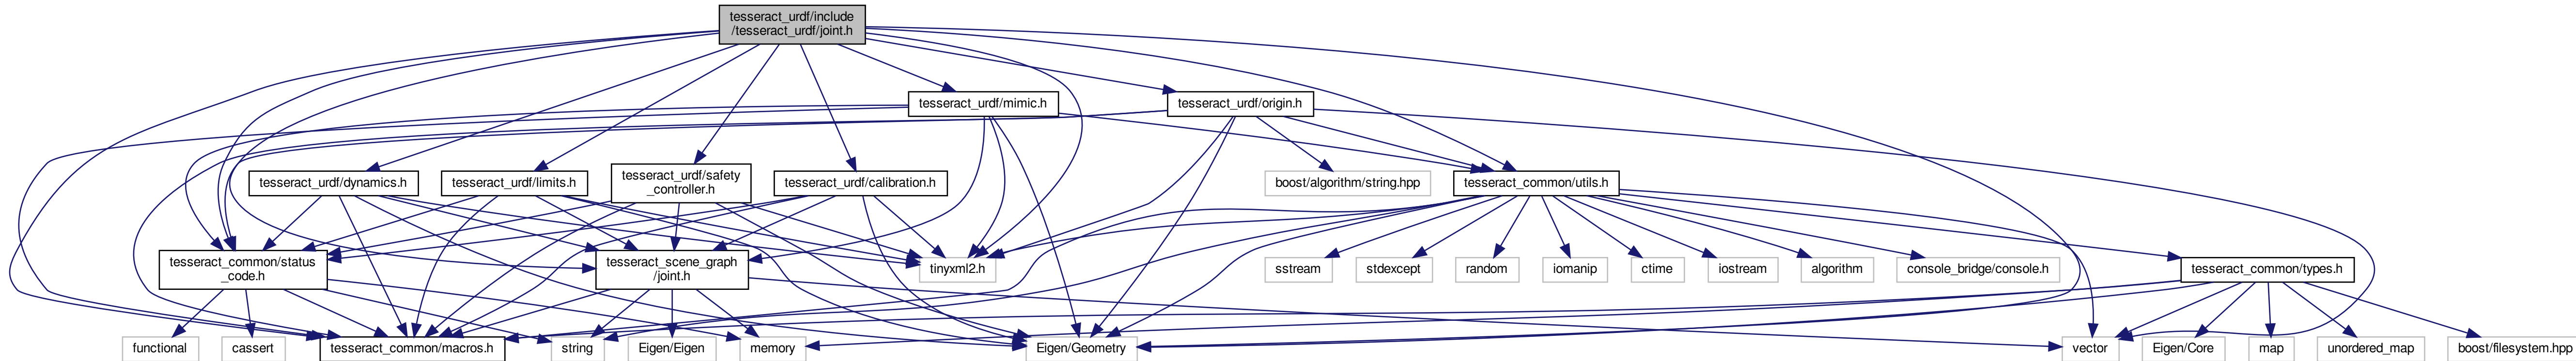 tesseract_urdf/include
/tesseract_urdf/joint.h
tesseract_urdf/mimic.h
tesseract_urdf/origin.h
tesseract_urdf/dynamics.h
tesseract_urdf/limits.h
tesseract_urdf/safety
_controller.h
tesseract_urdf/calibration.h
boost/algorithm/string.hpp
tesseract_common/utils.h
tesseract_common/status
_code.h
tesseract_scene_graph
/joint.h
tinyxml2.h
sstream
stdexcept
random
iomanip
ctime
iostream
algorithm
console_bridge/console.h
tesseract_common/types.h
functional
cassert
tesseract_common/macros.h
string
Eigen/Eigen
memory
Eigen/Geometry
vector
Eigen/Core
map
unordered_map
boost/filesystem.hpp